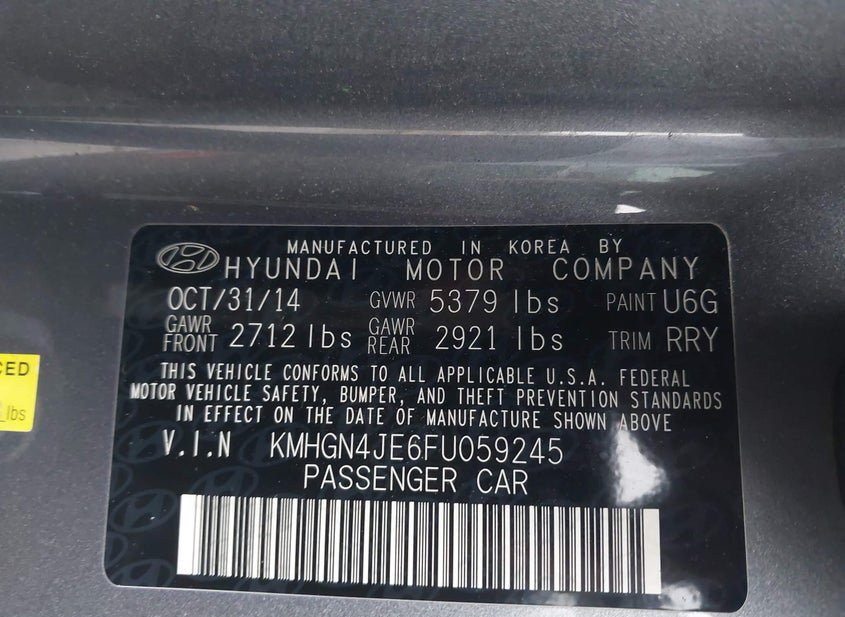 MANUFACTURED IN KOREA BY
HYUNDAI MOTOR COMPANY
OCT/31/14 GVWR 5379 lbs PAINT U6G
GAWR FRONT 2712 lbs GAWR REAR 2921 lbs TRIM RRY
THIS VEHICLE CONFORMS TO ALL APPLICABLE U.S.A. FEDERAL
MOTOR VEHICLE SAFETY, BUMPER, AND THEFT PREVENTION STANDARDS
IN EFFECT ON THE DATE OF MANUFACTURE SHOWN ABOVE
V.I.N KMHGN4JE6FU059245
PASSENGER CAR
lbs